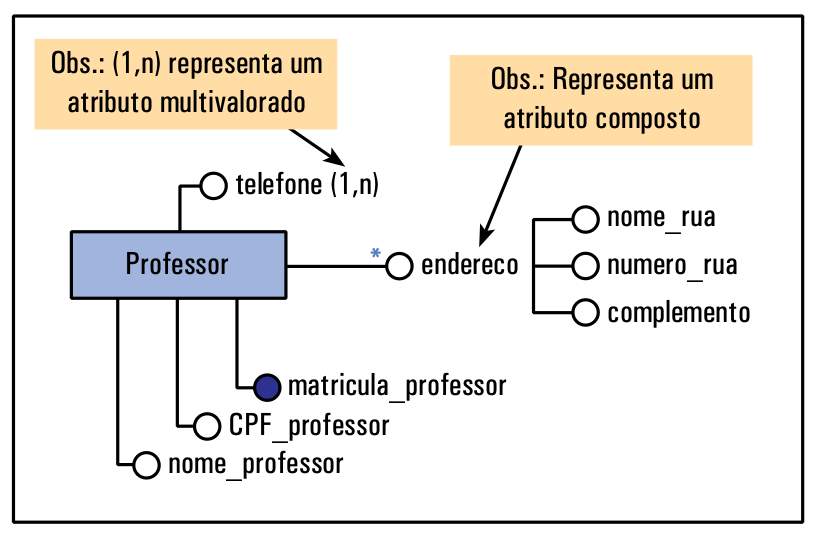 Obs.: (1,n) representa um
atributo multivalorado
Obs.: Representa um
atributo composto
telefone (1,n)
Professor
* endereco
nome_rua
numero_rua
complemento
matricula_professor
CPF_professor
nome_professor